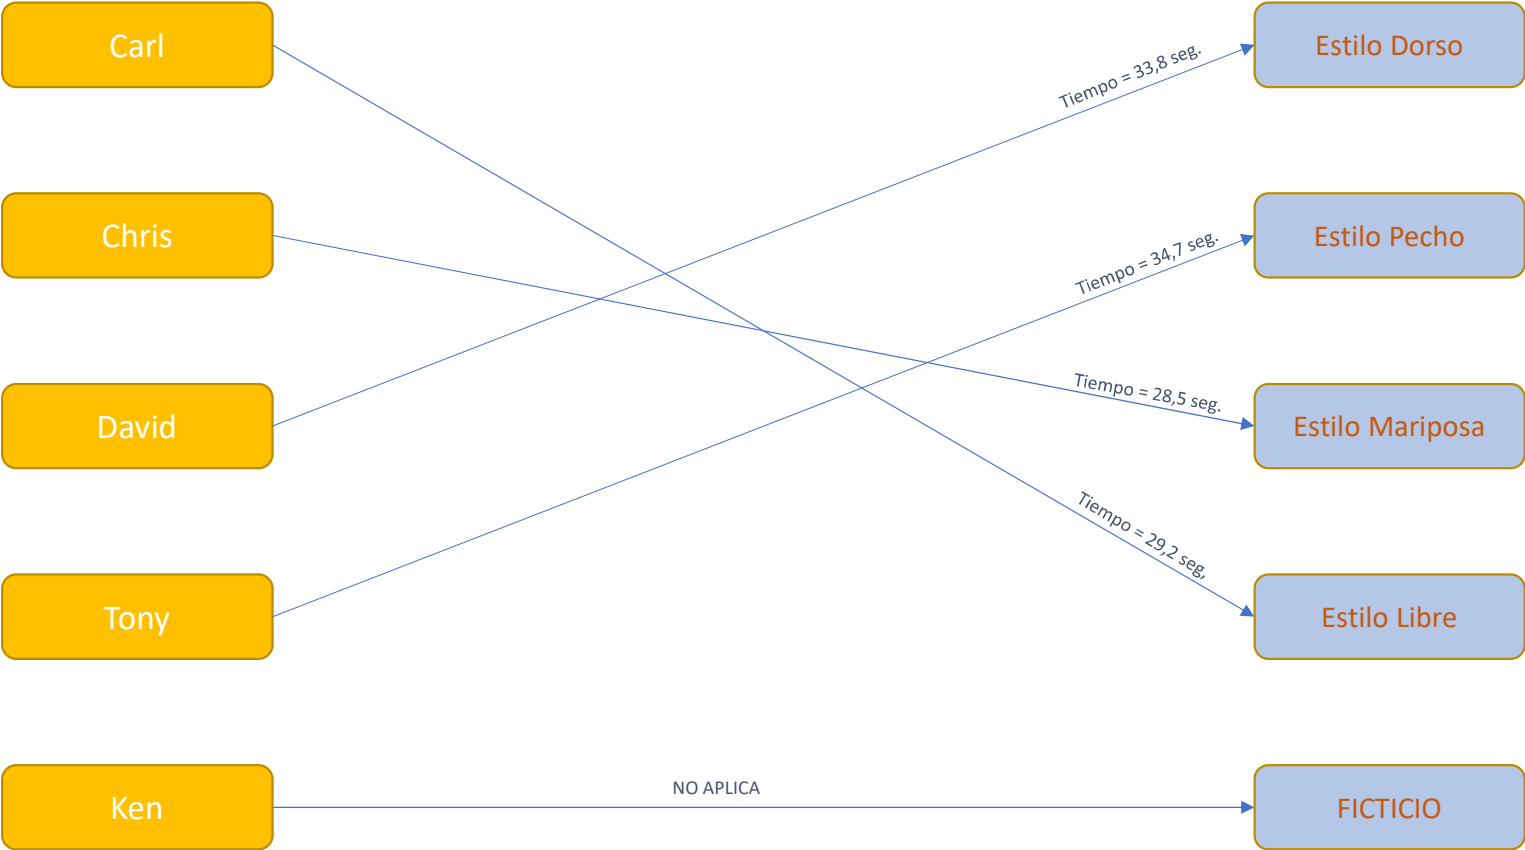 Carl
Estilo Dorso
Tiempo = 33,8 seg.
Chris
Estilo Pecho
Tiempo = 34,7 seg.
David
Estilo Mariposa
Tiempo = 28,5 seg.
Tony
Estilo Libre
Tiempo = 29,2 seg,
Ken
NO APLICA
FICTICIO